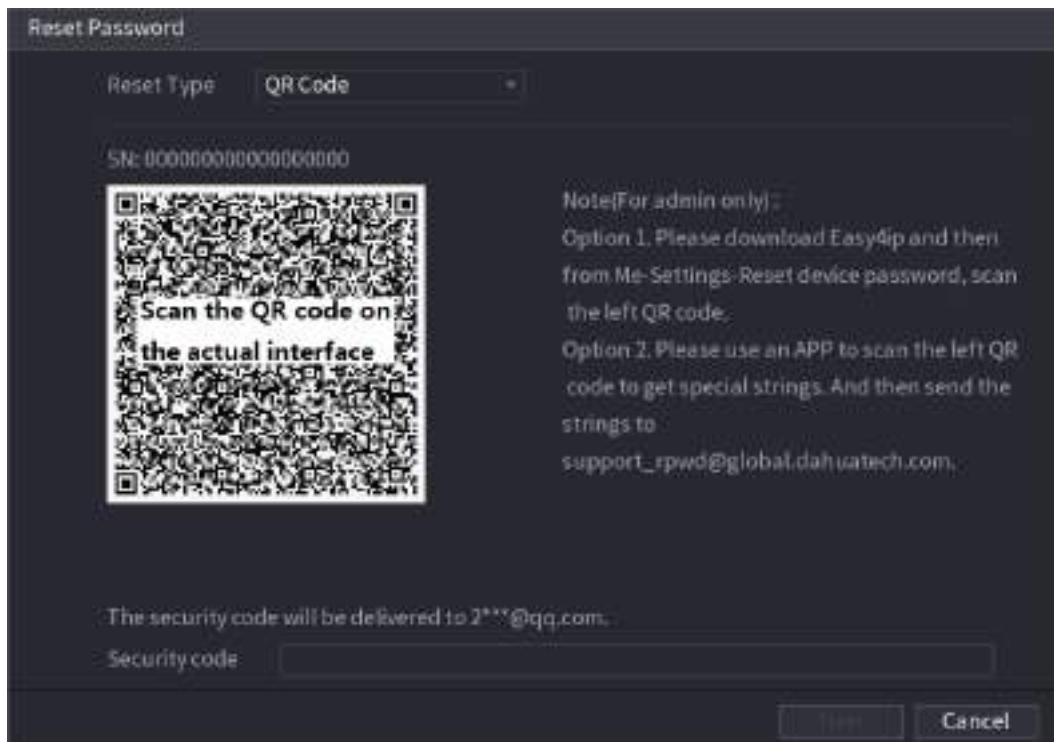 Reset Password
Reset Type QR Code
SN: 000000000000000000
Scan the QR code on
the actual interface
Note(For admin only):
Option 1. Please download Easy4ip and then
from Me-Settings-Reset device password, scan
the left QR code.
Option 2. Please use an APP to scan the left QR
code to get special strings. And then send the
strings to
support_rpwd@global.dahuatech.com.
The security code will be delivered to 2***@qq.com.
Security code
Cancel